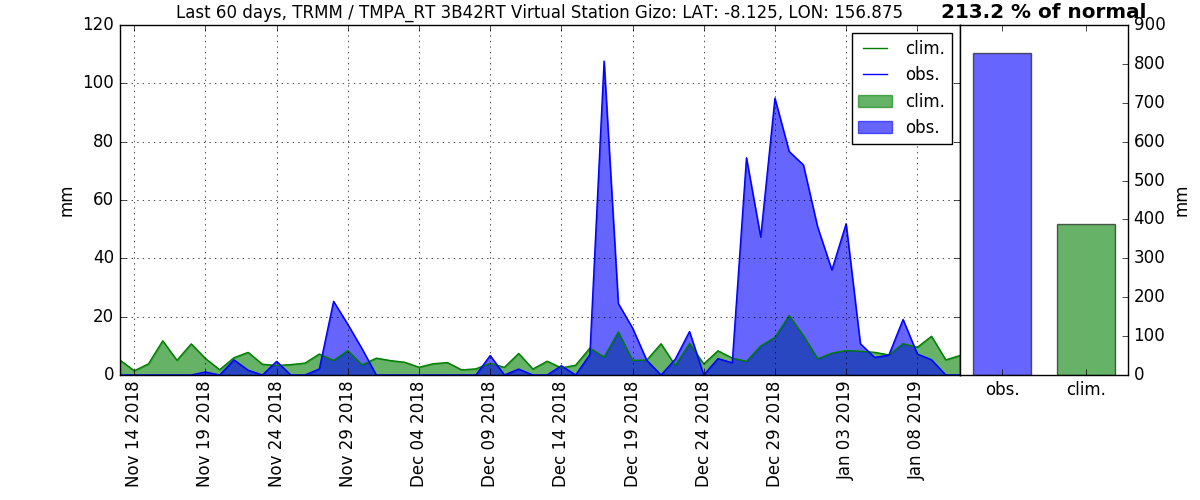 Last 60 days, TRMM / TMPA_RT 3B42RT Virtual Station Gizo: LAT: -8.125, LON: 156.875
213.2 % of normal
120
100
80
60
40
20
0
mm
clim.
obs.
clim.
obs.
Nov 14 2018
Nov 19 2018
Nov 24 2018
Nov 29 2018
Dec 04 2018
Dec 09 2018
Dec 14 2018
Dec 19 2018
Dec 24 2018
Dec 29 2018
Jan 03 2019
Jan 08 2019
900
800
700
600
500
400
300
200
100
0
mm
obs.
clim.